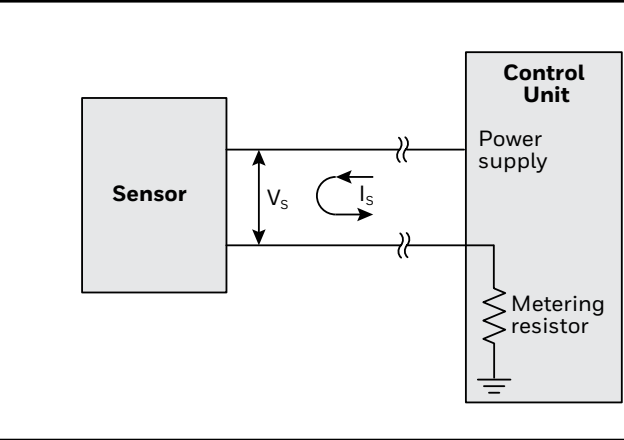 Control
Unit
Power
supply
Sensor
Vs
Is
Metering
resistor